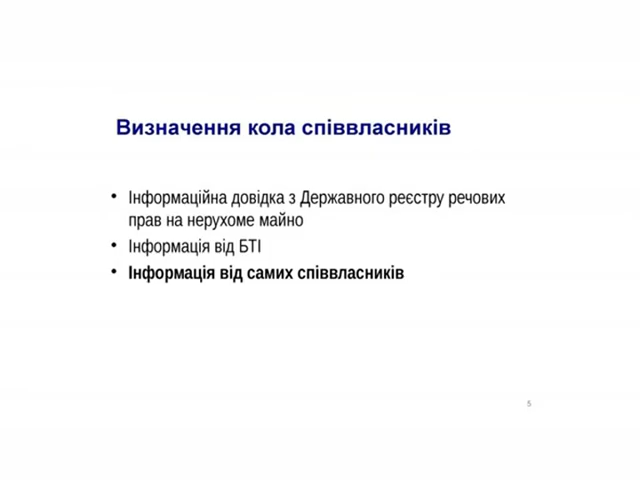 Визначення кола співвласників
• Інформаційна довідка з Державного реєстру речових
прав на нерухоме майно
• Інформація від БТІ
• Інформація від самих співвласників
5